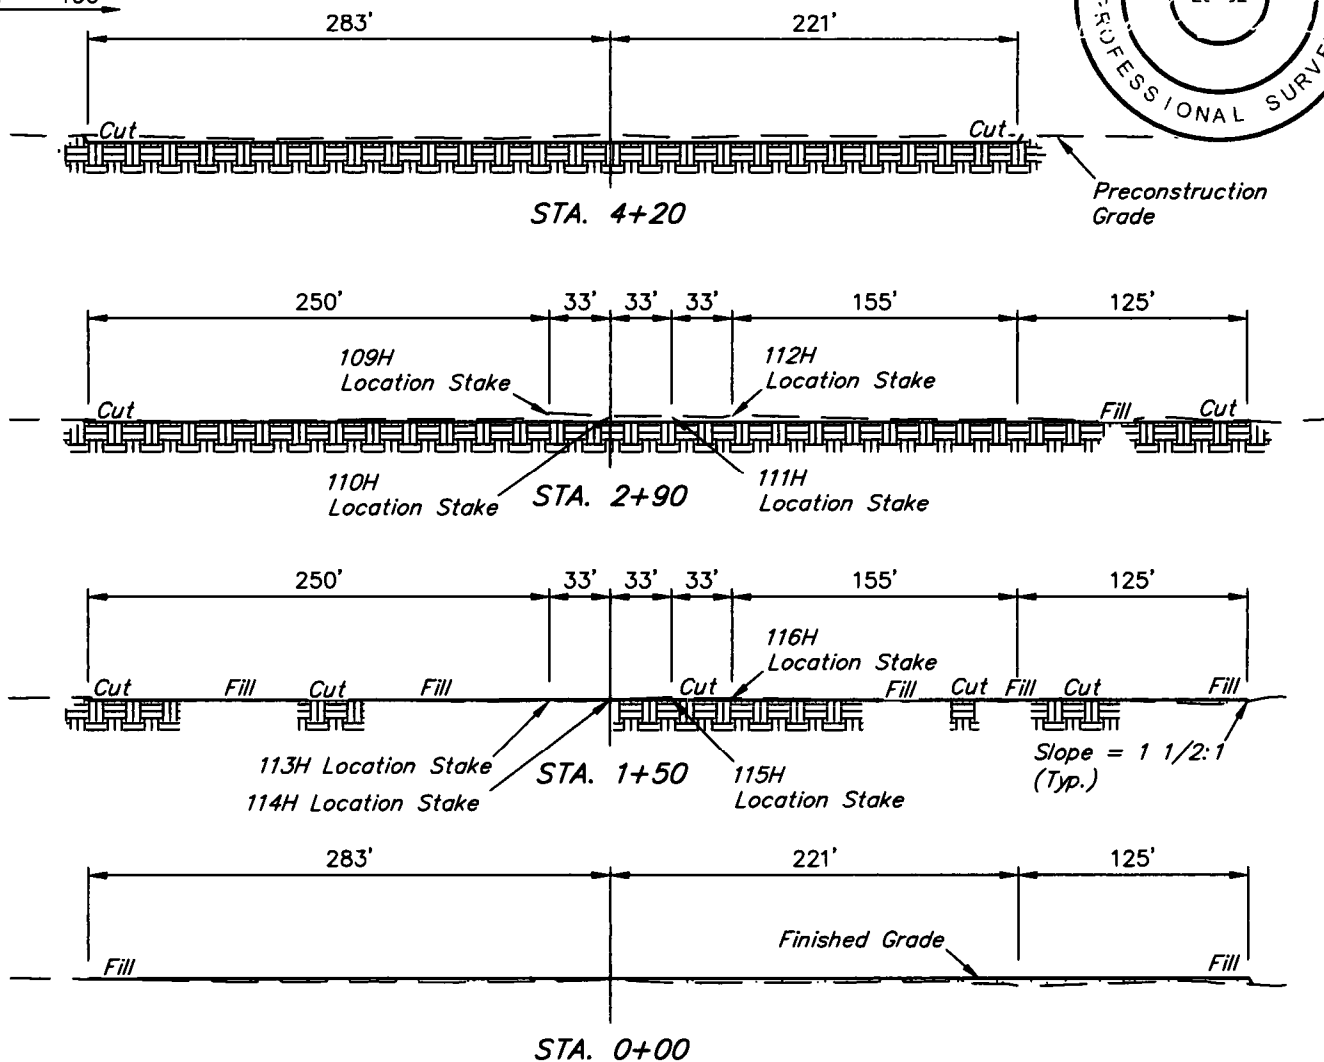 283' 221'
PROFESSIONAL
Cut Cut
Preconstruction
Grade
STA. 4+20
250' 33' 33' 33' 155' 125'
109H
Location Stake
112H
Location Stake
Cut Fill Cut
110H
Location Stake
STA. 2+90
111H
Location Stake
250' 33' 33' 33' 155' 125'
116H
Location Stake
Cut Fill Cut Fill Cut Fill Cut Fill Cut Fill
113H Location Stake
114H Location Stake
STA. 1+50
115H
Location Stake
Slope = 1 1/2:1
(Typ.)
283' 221' 125'
Finished Grade
Fill Fill
STA. 0+00